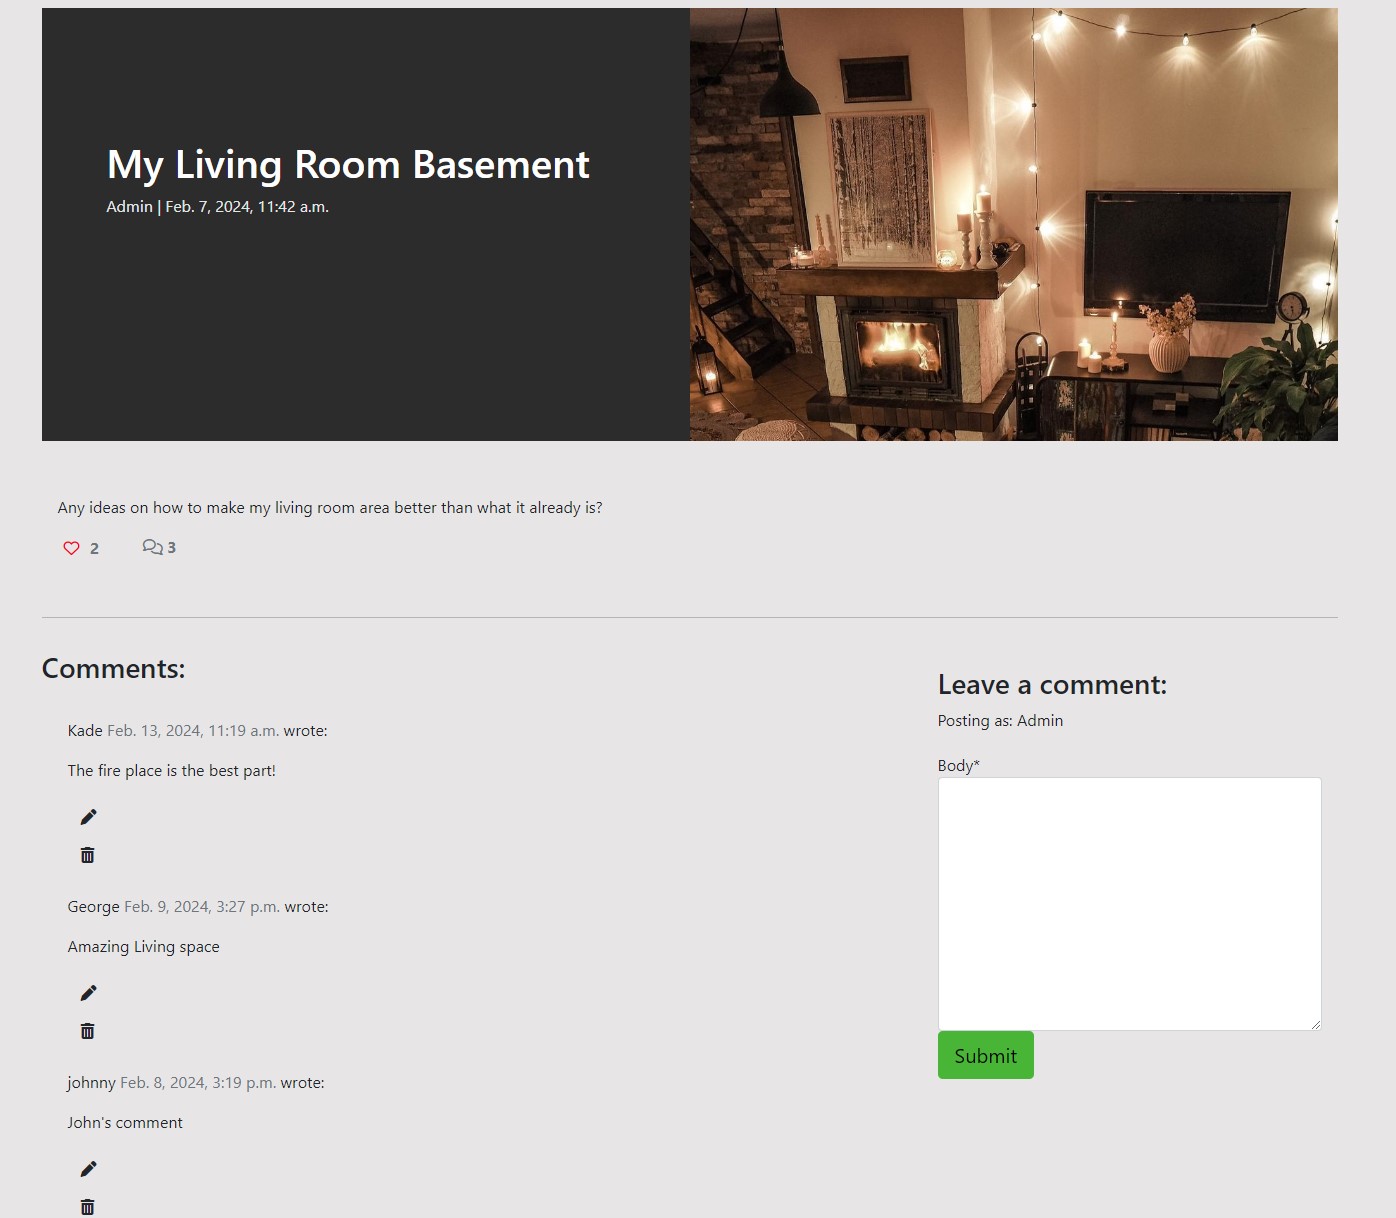 My Living Room Basement
Admin | Feb. 7, 2024, 11:42 a.m.
Any ideas on how to make my living room area better than what it already is?
2 3
Comments:
Kade Feb. 13, 2024, 11:19 a.m. wrote:
The fire place is the best part!
George Feb. 9, 2024, 3:27 p.m. wrote:
Amazing Living space
johnny Feb. 8, 2024, 3:19 p.m. wrote:
John's comment
Leave a comment:
Posting as: Admin
Body*
Submit